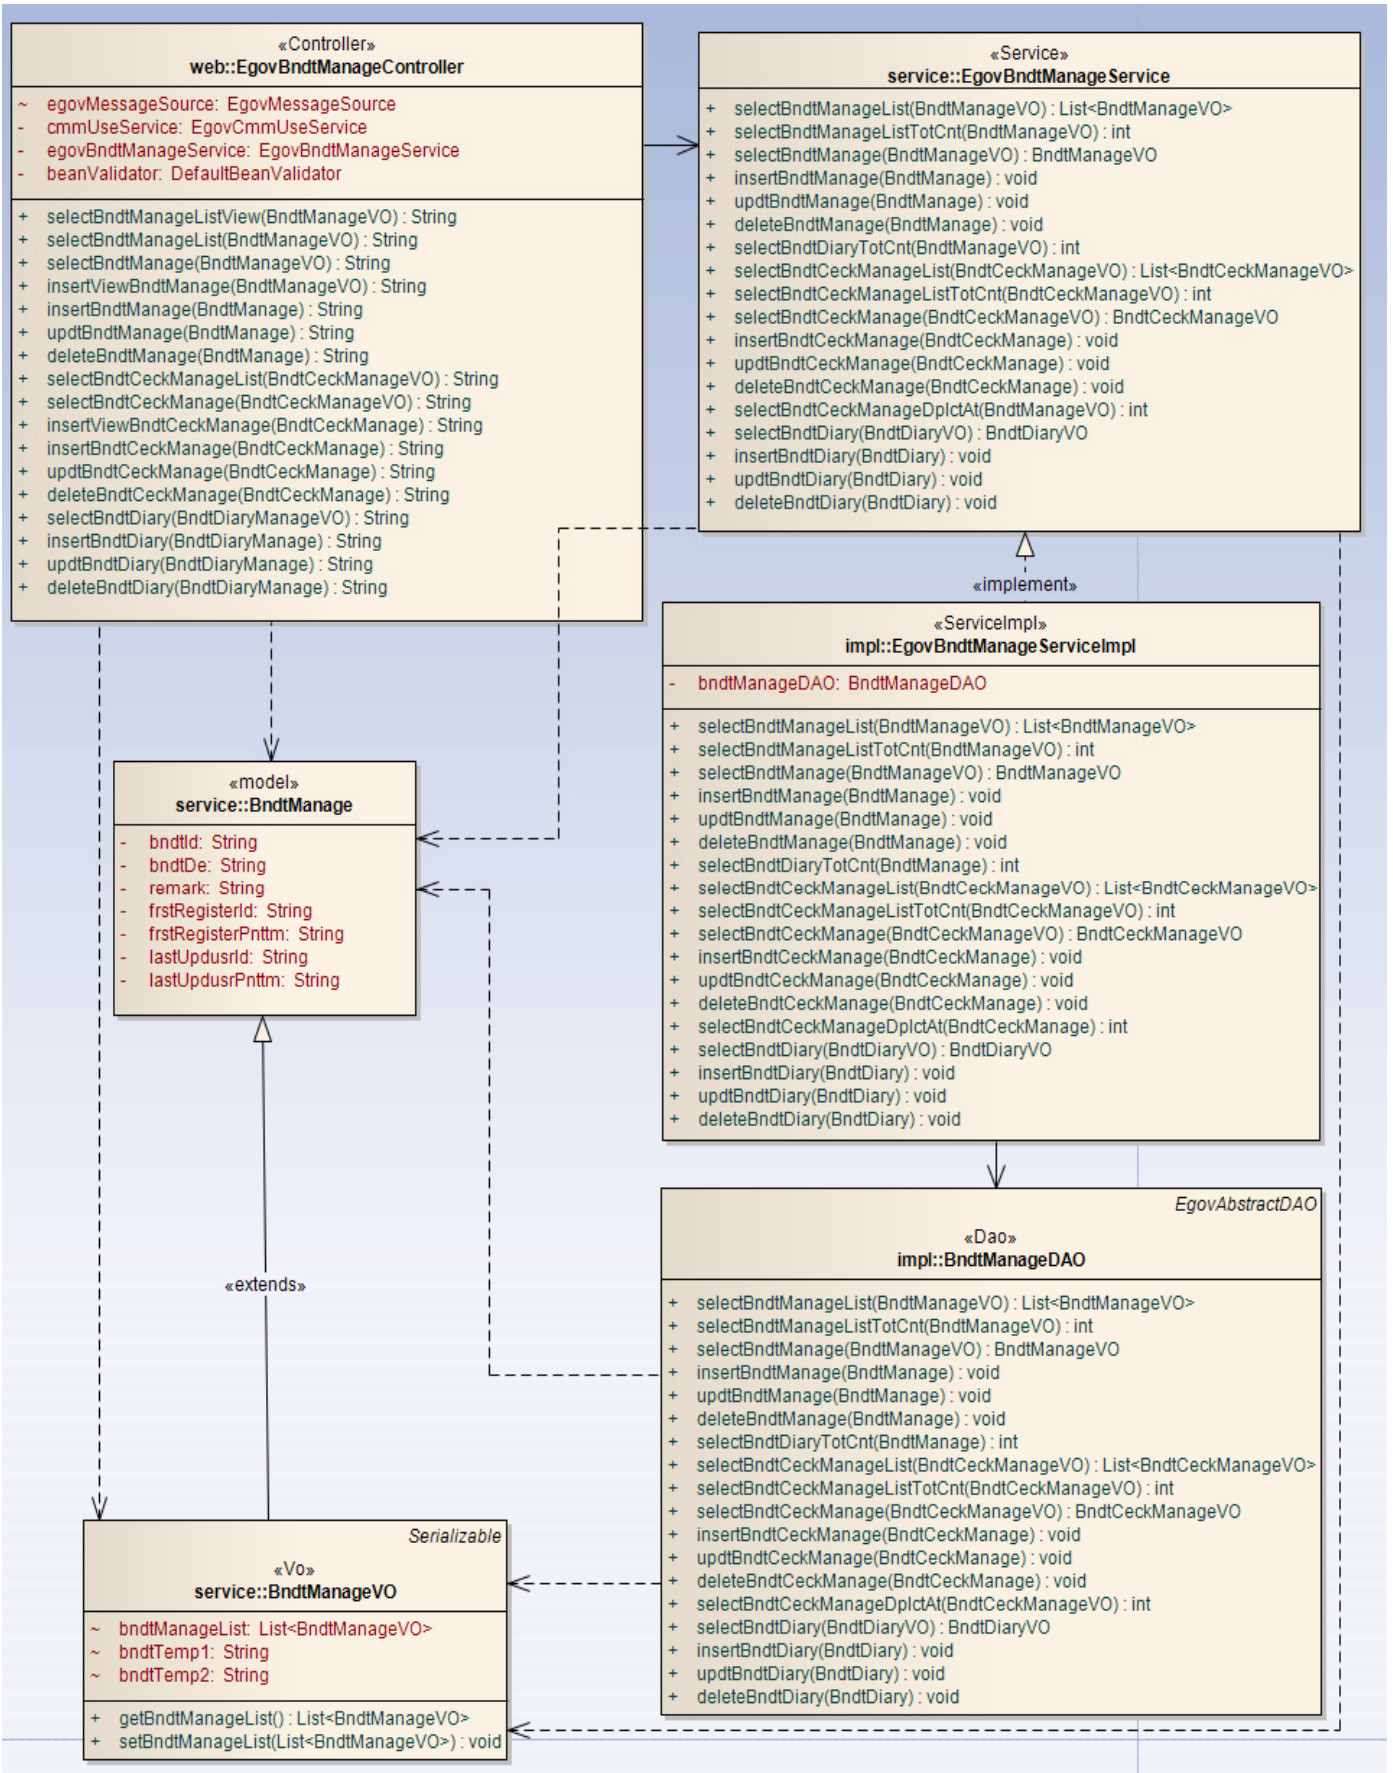 «Controller»
web::EgovBndtManageController
~ egovMessageSource: EgovMessageSource
- cmmUseService: EgovCmmUseService
- egovBndtManageService: EgovBndtManageService
- beanValidator: DefaultBeanValidator
+ selectBndtManageListView(BndtManageVO) : String
+ selectBndtManageList(BndtManageVO) : String
+ selectBndtManage(BndtManageVO) : String
+ insertViewBndtManage(BndtManageVO) : String
+ insertBndtManage(BndtManage) : String
+ updtBndtManage(BndtManage) : String
+ deleteBndtManage(BndtManage) : String
+ selectBndtCeckManageList(BndtCeckManageVO) : String
+ selectBndtCeckManage(BndtCeckManageVO) : String
+ insertViewBndtCeckManage(BndtCeckManage) : String
+ insertBndtCeckManage(BndtCeckManage) : String
+ updtBndtCeckManage(BndtCeckManage) : String
+ deleteBndtCeckManage(BndtCeckManage) : String
+ selectBndtDiary(BndtDiaryManageVO) : String
+ insertBndtDiary(BndtDiaryManage) : String
+ updtBndtDiary(BndtDiaryManage) : String
+ deleteBndtDiary(BndtDiaryManage) : String
«Service»
service::EgovBndtManageService
+ selectBndtManageList(BndtManageVO) : List<BndtManageVO>
+ selectBndtManageListTotCnt(BndtManageVO) : int
+ selectBndtManage(BndtManageVO) : BndtManageVO
+ insertBndtManage(BndtManage) : void
+ updtBndtManage(BndtManage) : void
+ deleteBndtManage(BndtManage) : void
+ selectBndtDiaryTotCnt(BndtManageVO) : int
+ selectBndtCeckManageList(BndtCeckManageVO) : List<BndtCeckManageVO>
+ selectBndtCeckManageListTotCnt(BndtCeckManageVO) : int
+ selectBndtCeckManage(BndtCeckManageVO) : BndtCeckManageVO
+ insertBndtCeckManage(BndtCeckManage) : void
+ updtBndtCeckManage(BndtCeckManage) : void
+ deleteBndtCeckManage(BndtCeckManage) : void
+ selectBndtCeckManageDplctAt(BndtManageVO) : int
+ selectBndtDiary(BndtDiaryVO) : BndtDiaryVO
+ insertBndtDiary(BndtDiary) : void
+ updtBndtDiary(BndtDiary) : void
+ deleteBndtDiary(BndtDiary) : void
«implement»
«ServiceImpl»
impl::EgovBndtManageServiceImpl
- bndtManageDAO: BndtManageDAO
+ selectBndtManageList(BndtManageVO) : List<BndtManageVO>
+ selectBndtManageListTotCnt(BndtManageVO) : int
+ selectBndtManage(BndtManageVO) : BndtManageVO
+ insertBndtManage(BndtManage) : void
+ updtBndtManage(BndtManage) : void
+ deleteBndtManage(BndtManage) : void
+ selectBndtDiaryTotCnt(BndtManage) : int
+ selectBndtCeckManageList(BndtCeckManageVO) : List<BndtCeckManageVO>
+ selectBndtCeckManageListTotCnt(BndtCeckManageVO) : int
+ selectBndtCeckManage(BndtCeckManageVO) : BndtCeckManageVO
+ insertBndtCeckManage(BndtCeckManage) : void
+ updtBndtCeckManage(BndtCeckManage) : void
+ deleteBndtCeckManage(BndtCeckManage) : void
+ selectBndtCeckManageDplctAt(BndtCeckManage) : int
+ selectBndtDiary(BndtDiaryVO) : BndtDiaryVO
+ insertBndtDiary(BndtDiary) : void
+ updtBndtDiary(BndtDiary) : void
+ deleteBndtDiary(BndtDiary) : void
«model»
service::BndtManage
- bndtId: String
- bndtDe: String
- remark: String
- frstRegisterId: String
- frstRegisterPnttm: String
- lastUpdusrId: String
- lastUpdusrPnttm: String
«extends»
EgovAbstractDAO
«Dao»
impl::BndtManageDAO
+ selectBndtManageList(BndtManageVO) : List<BndtManageVO>
+ selectBndtManageListTotCnt(BndtManageVO) : int
+ selectBndtManage(BndtManageVO) : BndtManageVO
+ insertBndtManage(BndtManage) : void
+ updtBndtManage(BndtManage) : void
+ deleteBndtManage(BndtManage) : void
+ selectBndtDiaryTotCnt(BndtManage) : int
+ selectBndtCeckManageList(BndtCeckManageVO) : List<BndtCeckManageVO>
+ selectBndtCeckManageListTotCnt(BndtCeckManageVO) : int
+ selectBndtCeckManage(BndtCeckManageVO) : BndtCeckManageVO
+ insertBndtCeckManage(BndtCeckManage) : void
+ updtBndtCeckManage(BndtCeckManage) : void
+ deleteBndtCeckManage(BndtCeckManage) : void
+ selectBndtCeckManageDplctAt(BndtCeckManageVO) : int
+ selectBndtDiary(BndtDiaryVO) : BndtDiaryVO
+ insertBndtDiary(BndtDiary) : void
+ updtBndtDiary(BndtDiary) : void
+ deleteBndtDiary(BndtDiary) : void
Serializable
«Vo»
service::BndtManageVO
~ bndtManageList: List<BndtManageVO>
~ bndtTemp1: String
~ bndtTemp2: String
+ getBndtManageList() : List<BndtManageVO>
+ setBndtManageList(List<BndtManageVO>) : void